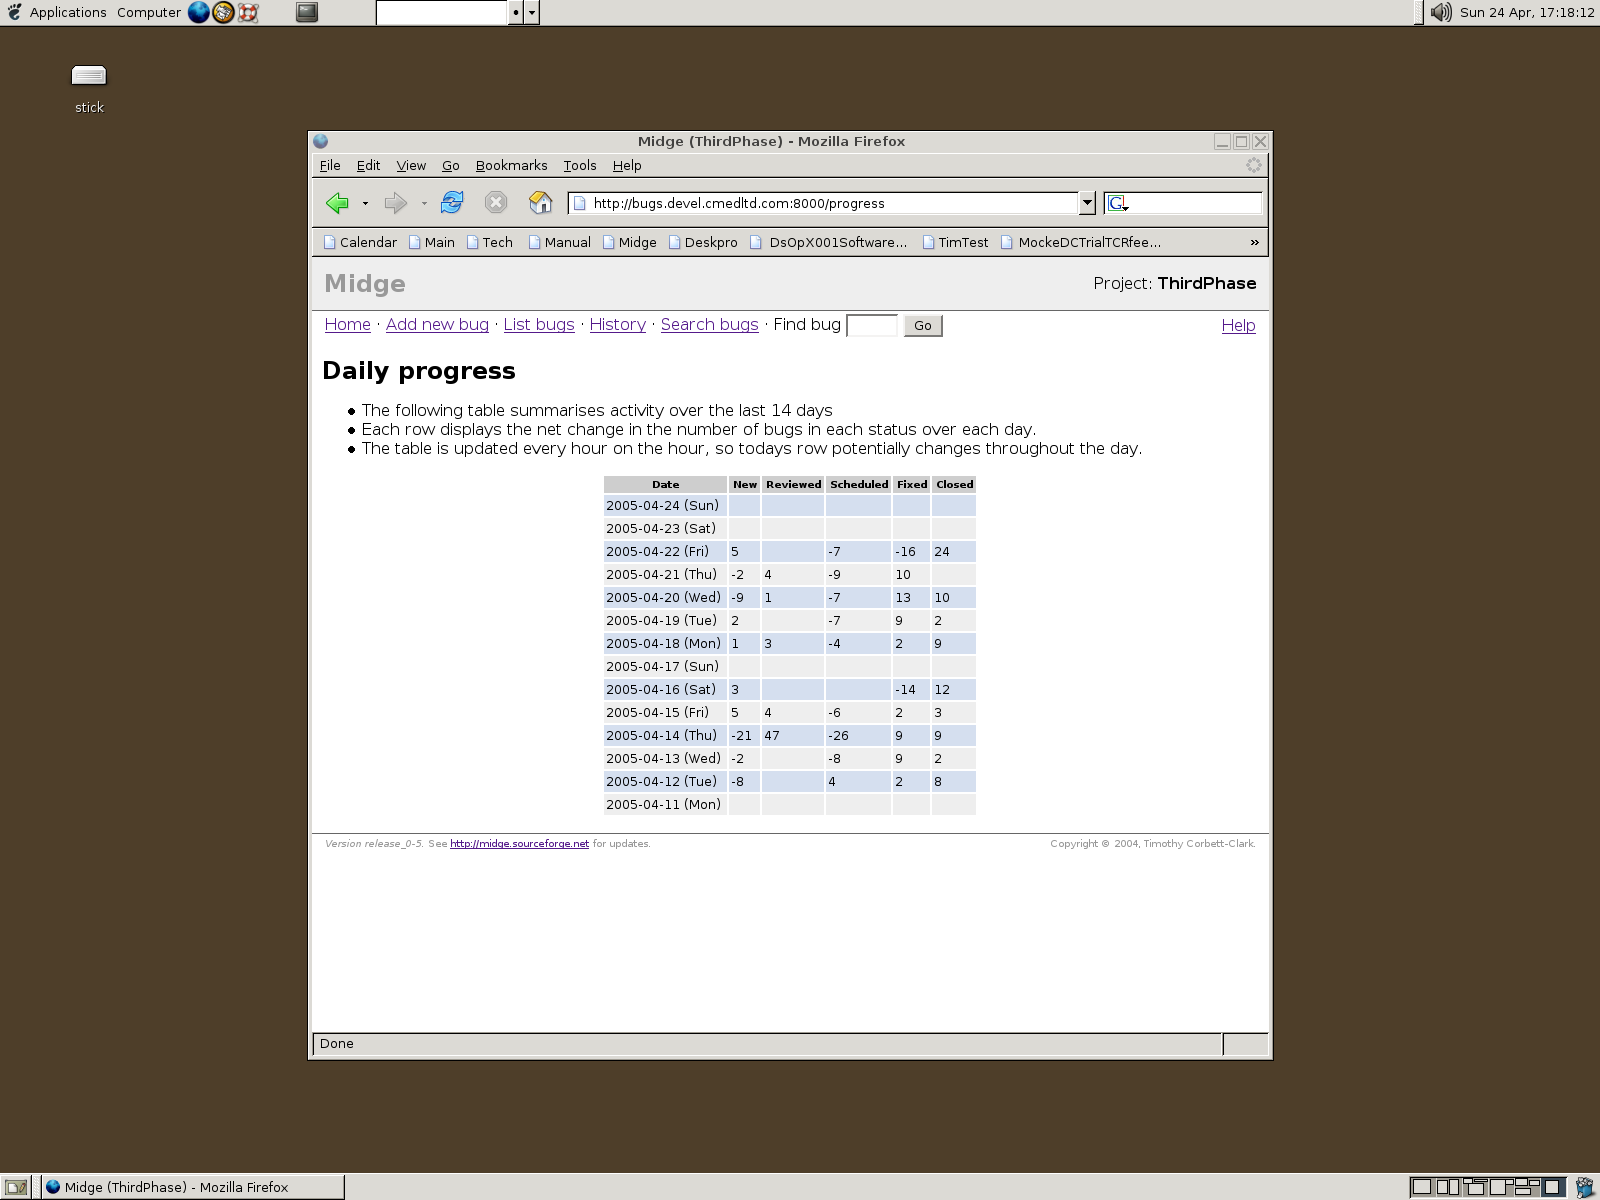 Applications Computer Sun 24 Apr, 17:18:12
stick
Midge (ThirdPhase) - Mozilla Firefox
File Edit View Go Bookmarks Tools Help
http://bugs.devel.cmedltd.com:8000/progress G
Calendar Main Tech Manual Midge Deskpro DsOpX001Software... TimTest MockeDCTrialTCRfee... »
Midge Project: ThirdPhase
Home · Add new bug · List bugs · History · Search bugs · Find bug Go Help
Daily progress
• The following table summarises activity over the last 14 days
• Each row displays the net change in the number of bugs in each status over each day.
• The table is updated every hour on the hour, so todays row potentially changes throughout the day.
Date New Reviewed Scheduled Fixed Closed
2005-04-24 (Sun)
2005-04-23 (Sat)
2005-04-22 (Fri) 5 -7 -16 24
2005-04-21 (Thu) -2 4 -9 10
2005-04-20 (Wed) -9 1 -7 13 10
2005-04-19 (Tue) 2 -7 9 2
2005-04-18 (Mon) 1 3 -4 2 9
2005-04-17 (Sun)
2005-04-16 (Sat) 3 -14 12
2005-04-15 (Fri) 5 4 -6 2 3
2005-04-14 (Thu) -21 47 -26 9 9
2005-04-13 (Wed) -2 -8 9 2
2005-04-12 (Tue) -8 4 2 8
2005-04-11 (Mon)
Version release_0-5. See http://midge.sourceforge.net for updates. Copyright © 2004, Timothy Corbett-Clark.
Done
Midge (ThirdPhase) - Mozilla Firefox